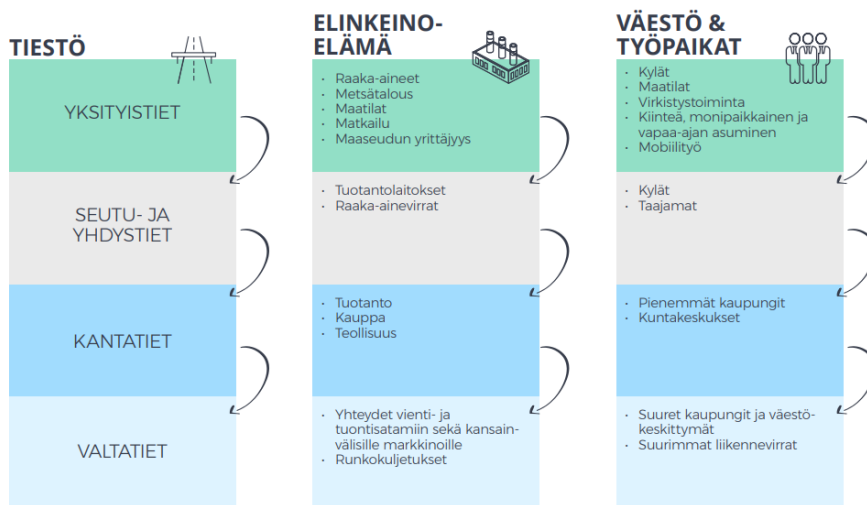 TIESTÖ
YKSITYISTIET
SEUTU- JA
YHDYSTIET
KANTATIET
VALTATIET
ELINKEINO-
ELÄMÄ
• Raaka-aineet
• Metsätalous
• Maatilat
• Matkailu
• Maaseudun yrittäjyys
• Tuotantolaitokset
• Raaka-ainevirrat
• Tuotanto
• Kauppa
• Teollisuus
• Yhteydet vienti- ja
tuontisatamiin sekä kansain-
välisille markkinoille
• Runkokuljetukset
VÄESTÖ &
TYÖPAIKAT
• Kylät
• Maatilat
• Virkistystoiminta
• Kiinteä, monipaikkainen ja
vapaa-ajan asuminen
• Mobiilityö
• Kylät
• Taajamat
• Pienemmät kaupungit
• Kuntakeskukset
• Suuret kaupungit ja väestö-
keskittymät
• Suurimmat liikennevirrat